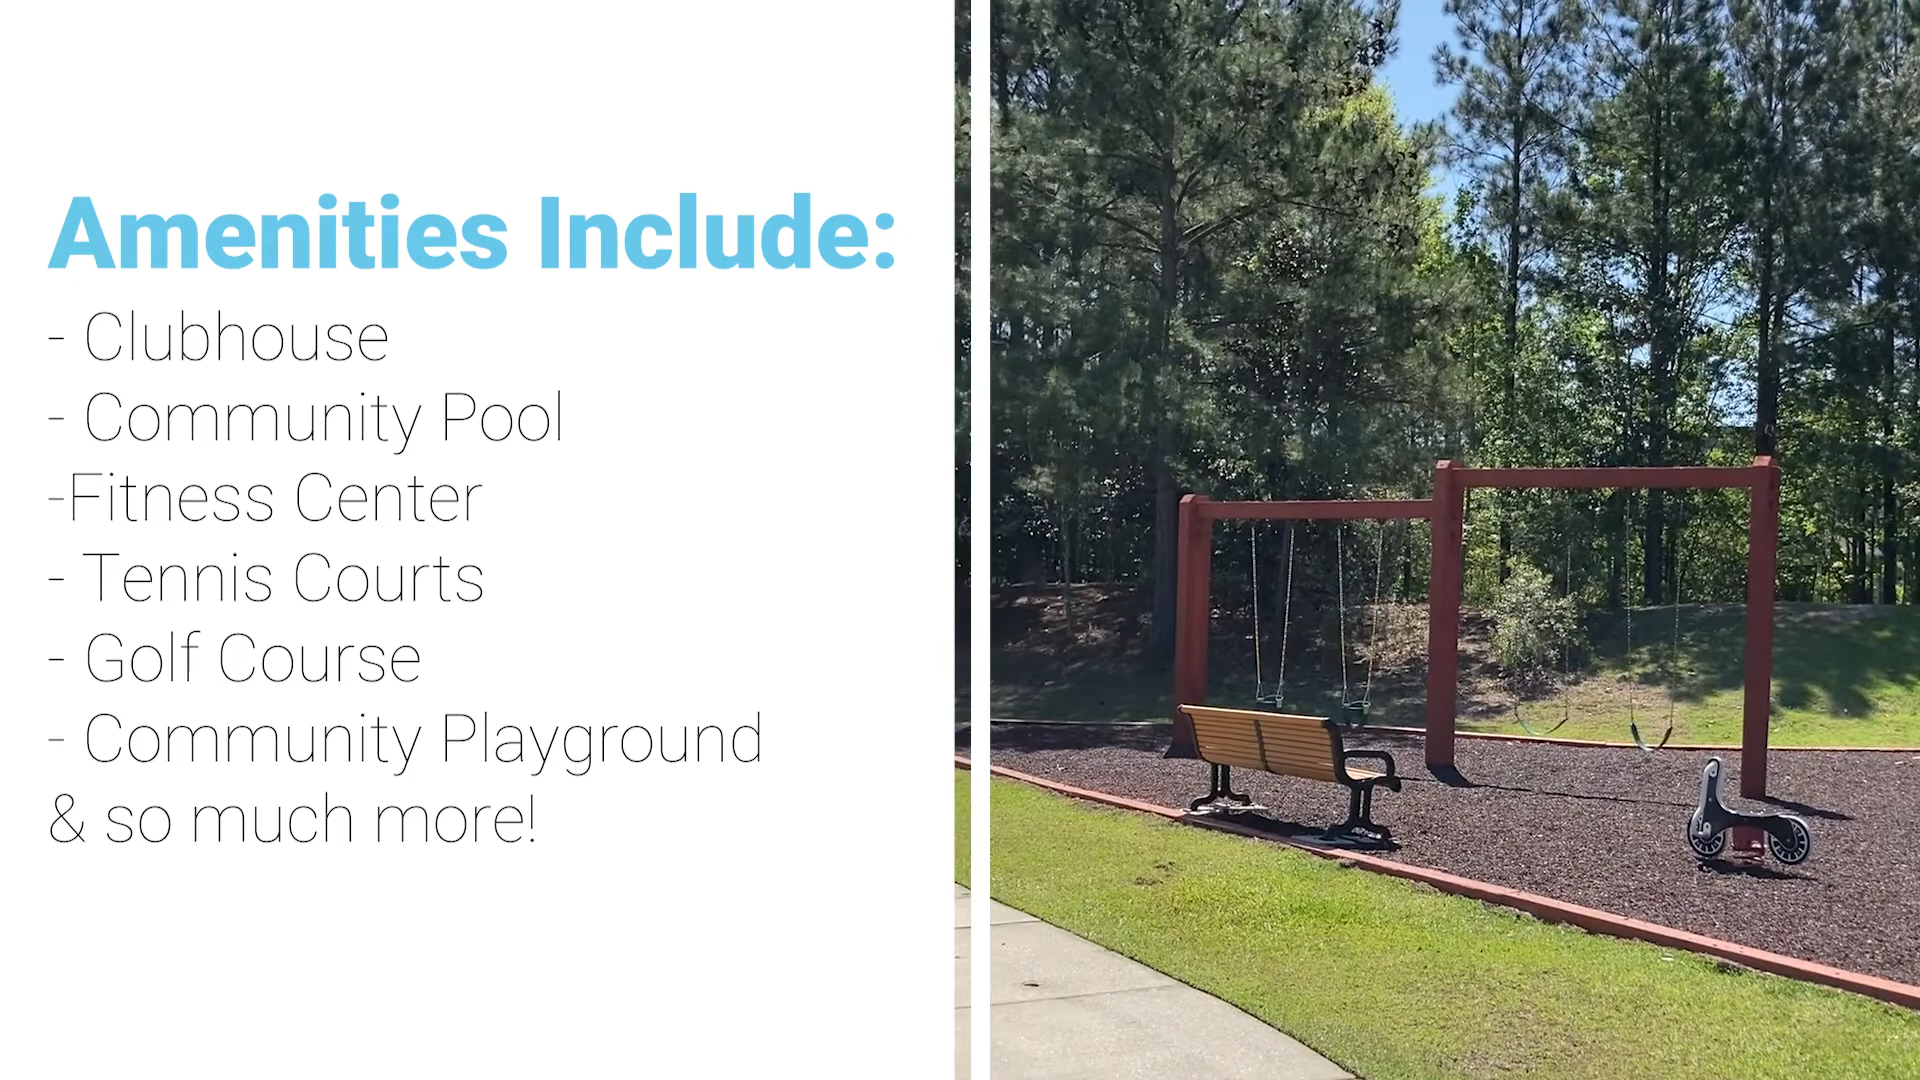 Amenities Include:
- Clubhouse
- Community Pool
-Fitness Center
- Tennis Courts
- Golf Course
- Community Playground
& so much more!